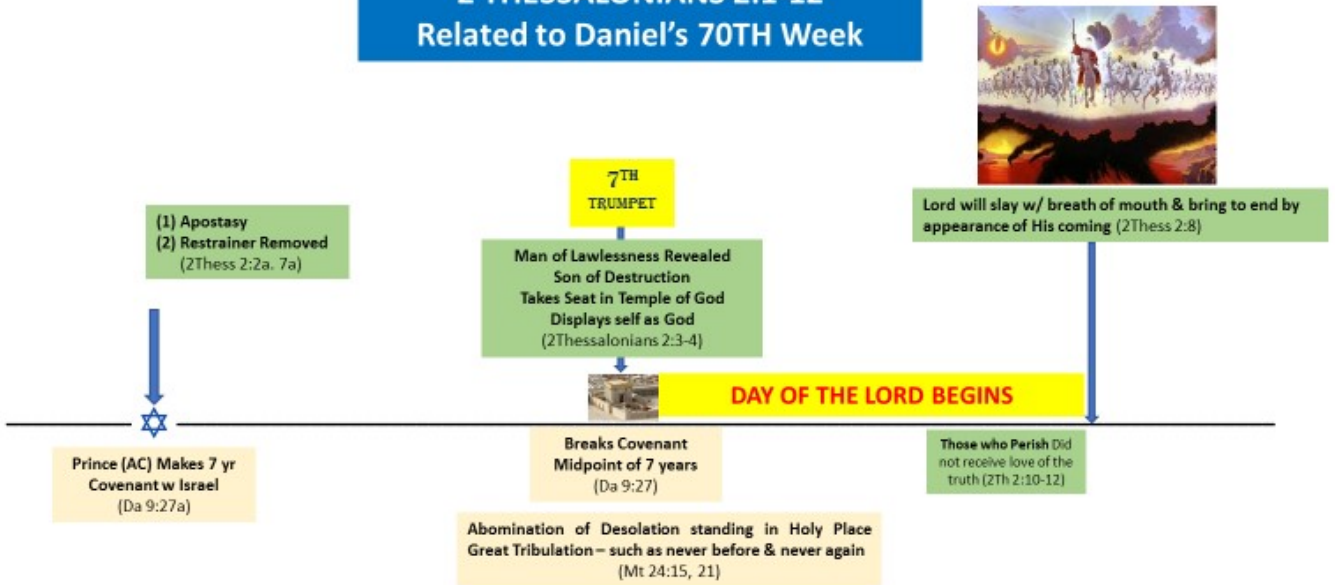 2 THESSALONIANS 2:1-12
Related to Daniel's 70TH Week
7TH
TRUMPET
(1) Apostasy
(2) Restrainer Removed
(2Thess 2:2a. 7a)
Man of Lawlessness Revealed
Son of Destruction
Takes Seat in Temple of God
Displays self as God
(2Thessalonians 2:3-4)
Lord will slay w/ breath of mouth & bring to end by
appearance of His coming (2Thess 2:8)
DAY OF THE LORD BEGINS
Prince (AC) Makes 7 yr
Covenant w Israel
(Da 9:27a)
Breaks Covenant
Midpoint of 7 years
(Da 9:27)
Those who Perish Did
not receive love of the
truth (2Th 2:10-12)
Abomination of Desolation standing in Holy Place
Great Tribulation – such as never before & never again
(Mt 24:15, 21)